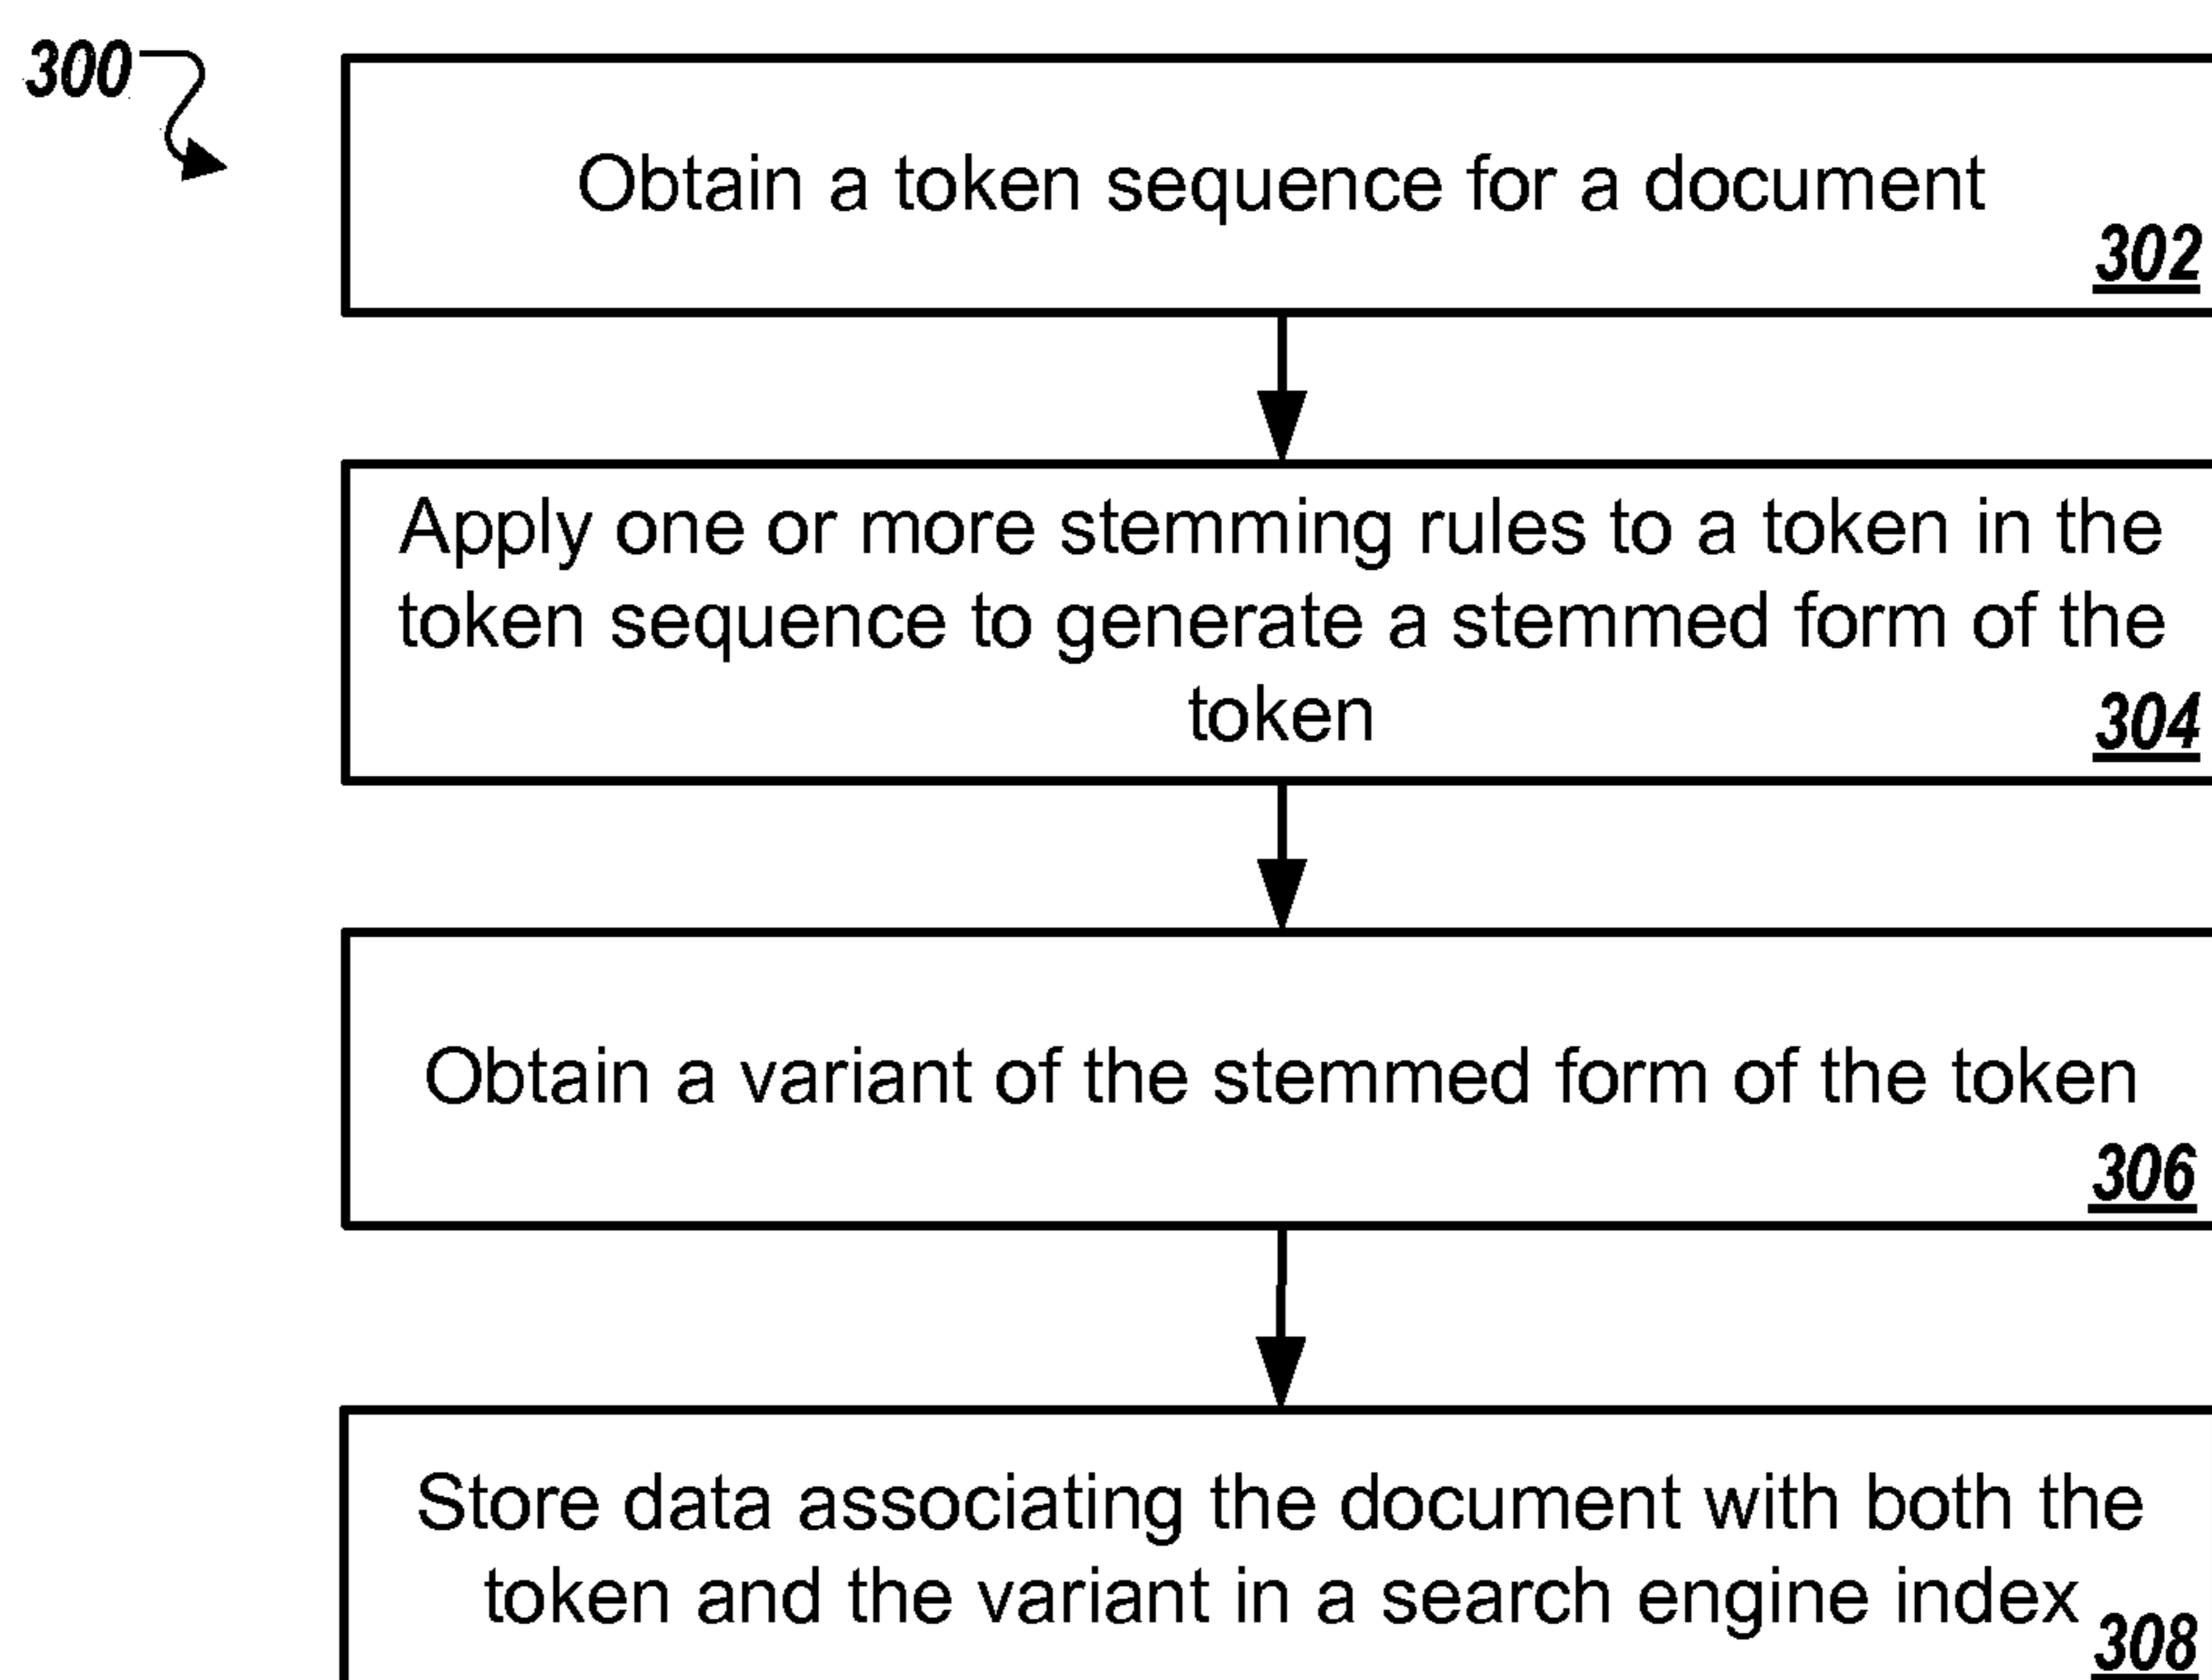 300
Obtain a token sequence for a document
302
Apply one or more stemming rules to a token in the
token sequence to generate a stemmed form of the
token
304
Obtain a variant of the stemmed form of the token
306
Store data associating the document with both the
token and the variant in a search engine index
308